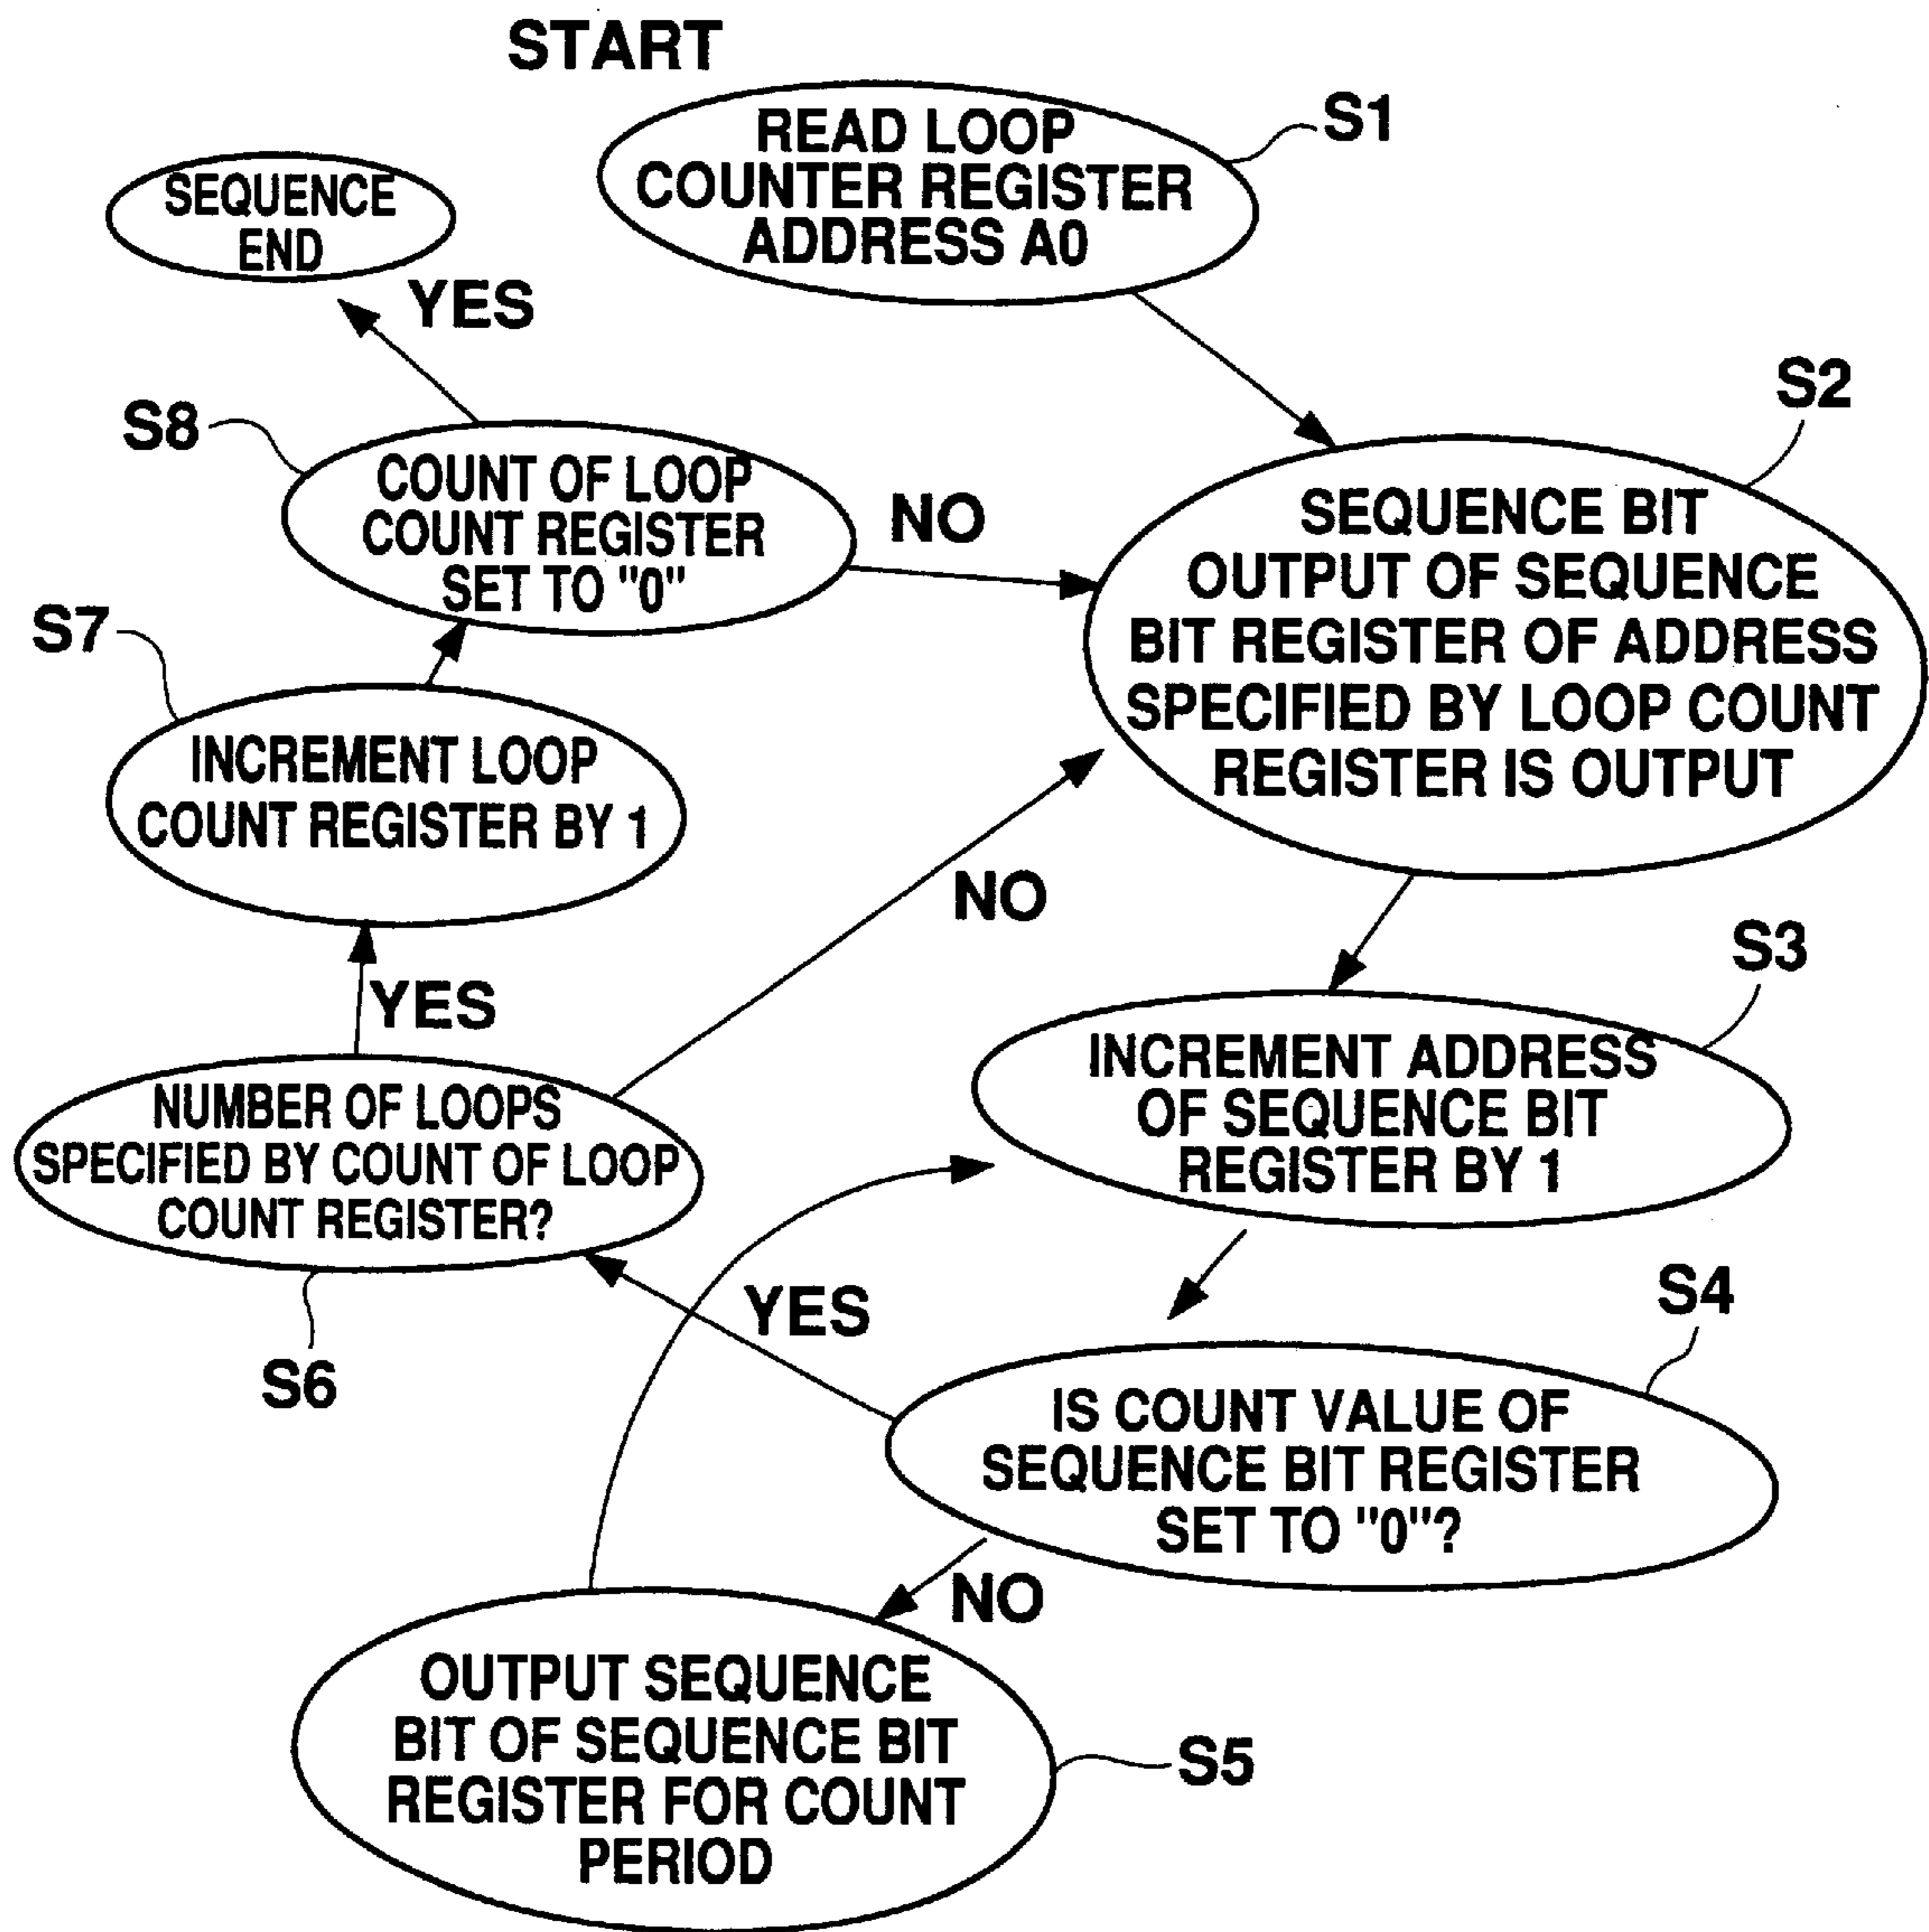 START
READ LOOP
COUNTER REGISTER
ADDRESS A0
S1
SEQUENCE
END
YES
S2
S8
COUNT OF LOOP
COUNT REGISTER
SET TO "0"
NO
SEQUENCE BIT
OUTPUT OF SEQUENCE
BIT REGISTER OF ADDRESS
SPECIFIED BY LOOP COUNT
REGISTER IS OUTPUT
S7
INCREMENT LOOP
COUNT REGISTER BY 1
NO
YES
S3
INCREMENT ADDRESS
OF SEQUENCE BIT
REGISTER BY 1
NUMBER OF LOOPS
SPECIFIED BY COUNT OF LOOP
COUNT REGISTER?
S6
YES
S4
IS COUNT VALUE OF
SEQUENCE BIT REGISTER
SET TO "0"?
NO
OUTPUT SEQUENCE
BIT OF SEQUENCE BIT
REGISTER FOR COUNT
PERIOD
S5